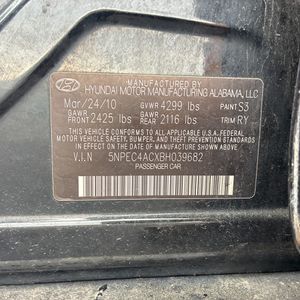 MANUFACTURED BY
HYUNDAI MOTOR MANUFACTURING ALABAMA, LLC
Mar/24/10 GVWR 4299 lbs PAINT S3
GAWR FRONT 2425 lbs GAWR REAR 2116 lbs TRIM RY
THIS VEHICLE CONFORMS TO ALL APPLICABLE FEDERAL
MOTOR VEHICLE SAFETY, BUMPER, AND THEFT PREVENTION STANDARDS
IN EFFECT ON THE DATE OF MANUFACTURE SHOWN ABOVE.
V.I.N 5NPEC4ACXBH039682
PASSENGER CAR